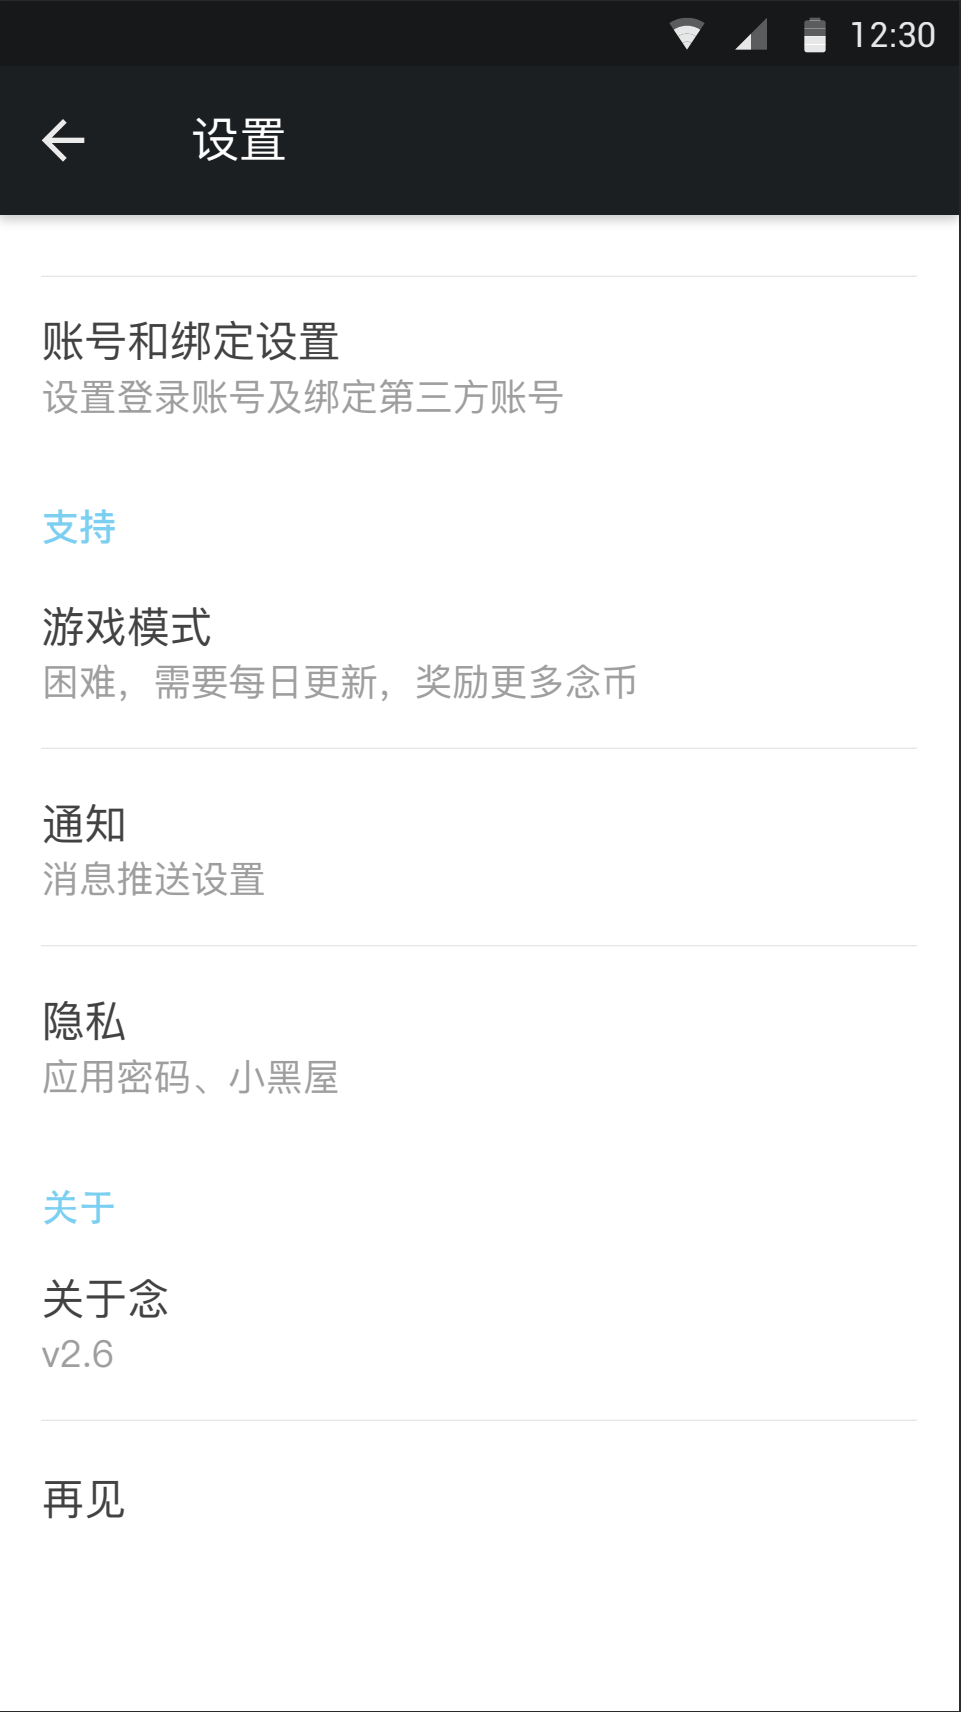 12:30
设置
账号和绑定设置
设置登录账号及绑定第三方账号
支持
游戏模式
困难，需要每日更新，奖励更多念币
通知
消息推送设置
隐私
应用密码、小黑屋
关于
关于念
v2.6
再见